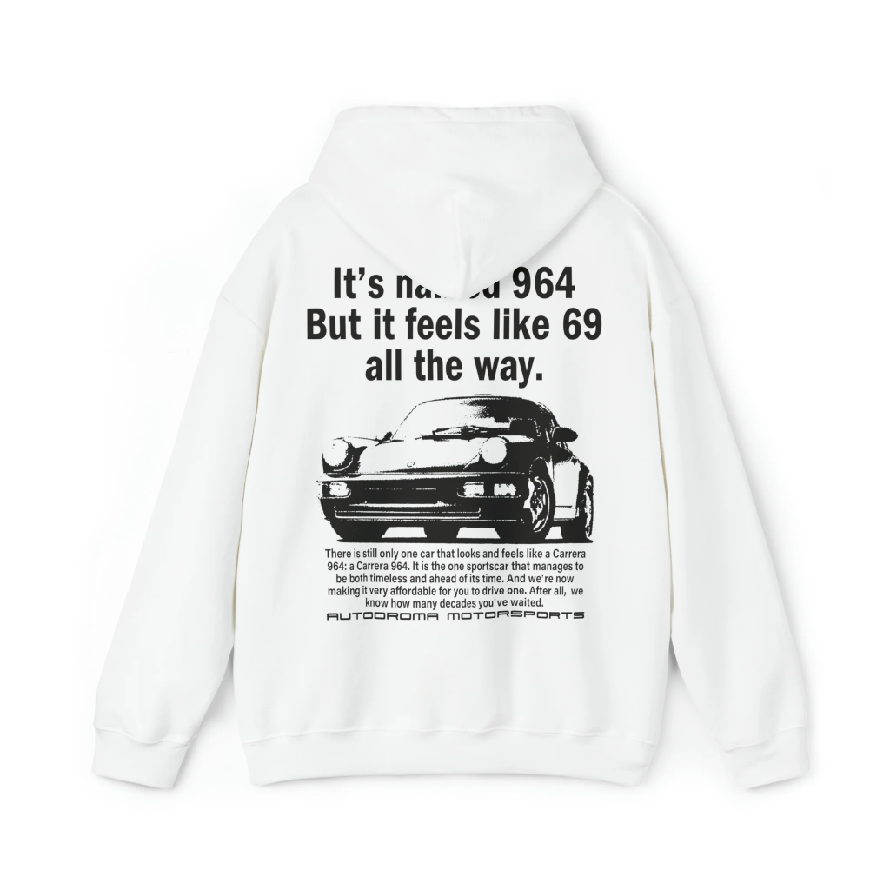 It's 964
But it feels like 69
all the way.
There is still only one car that looks and feels like a Carrera
964: a Carrera 964. It is the one sportscar that manages to
be both timeless and ahead of its time. And we're now
making it very affordable for you to drive one. After all, we
know how many decades you've waited.
AUTODROMA MOTORSPORTS